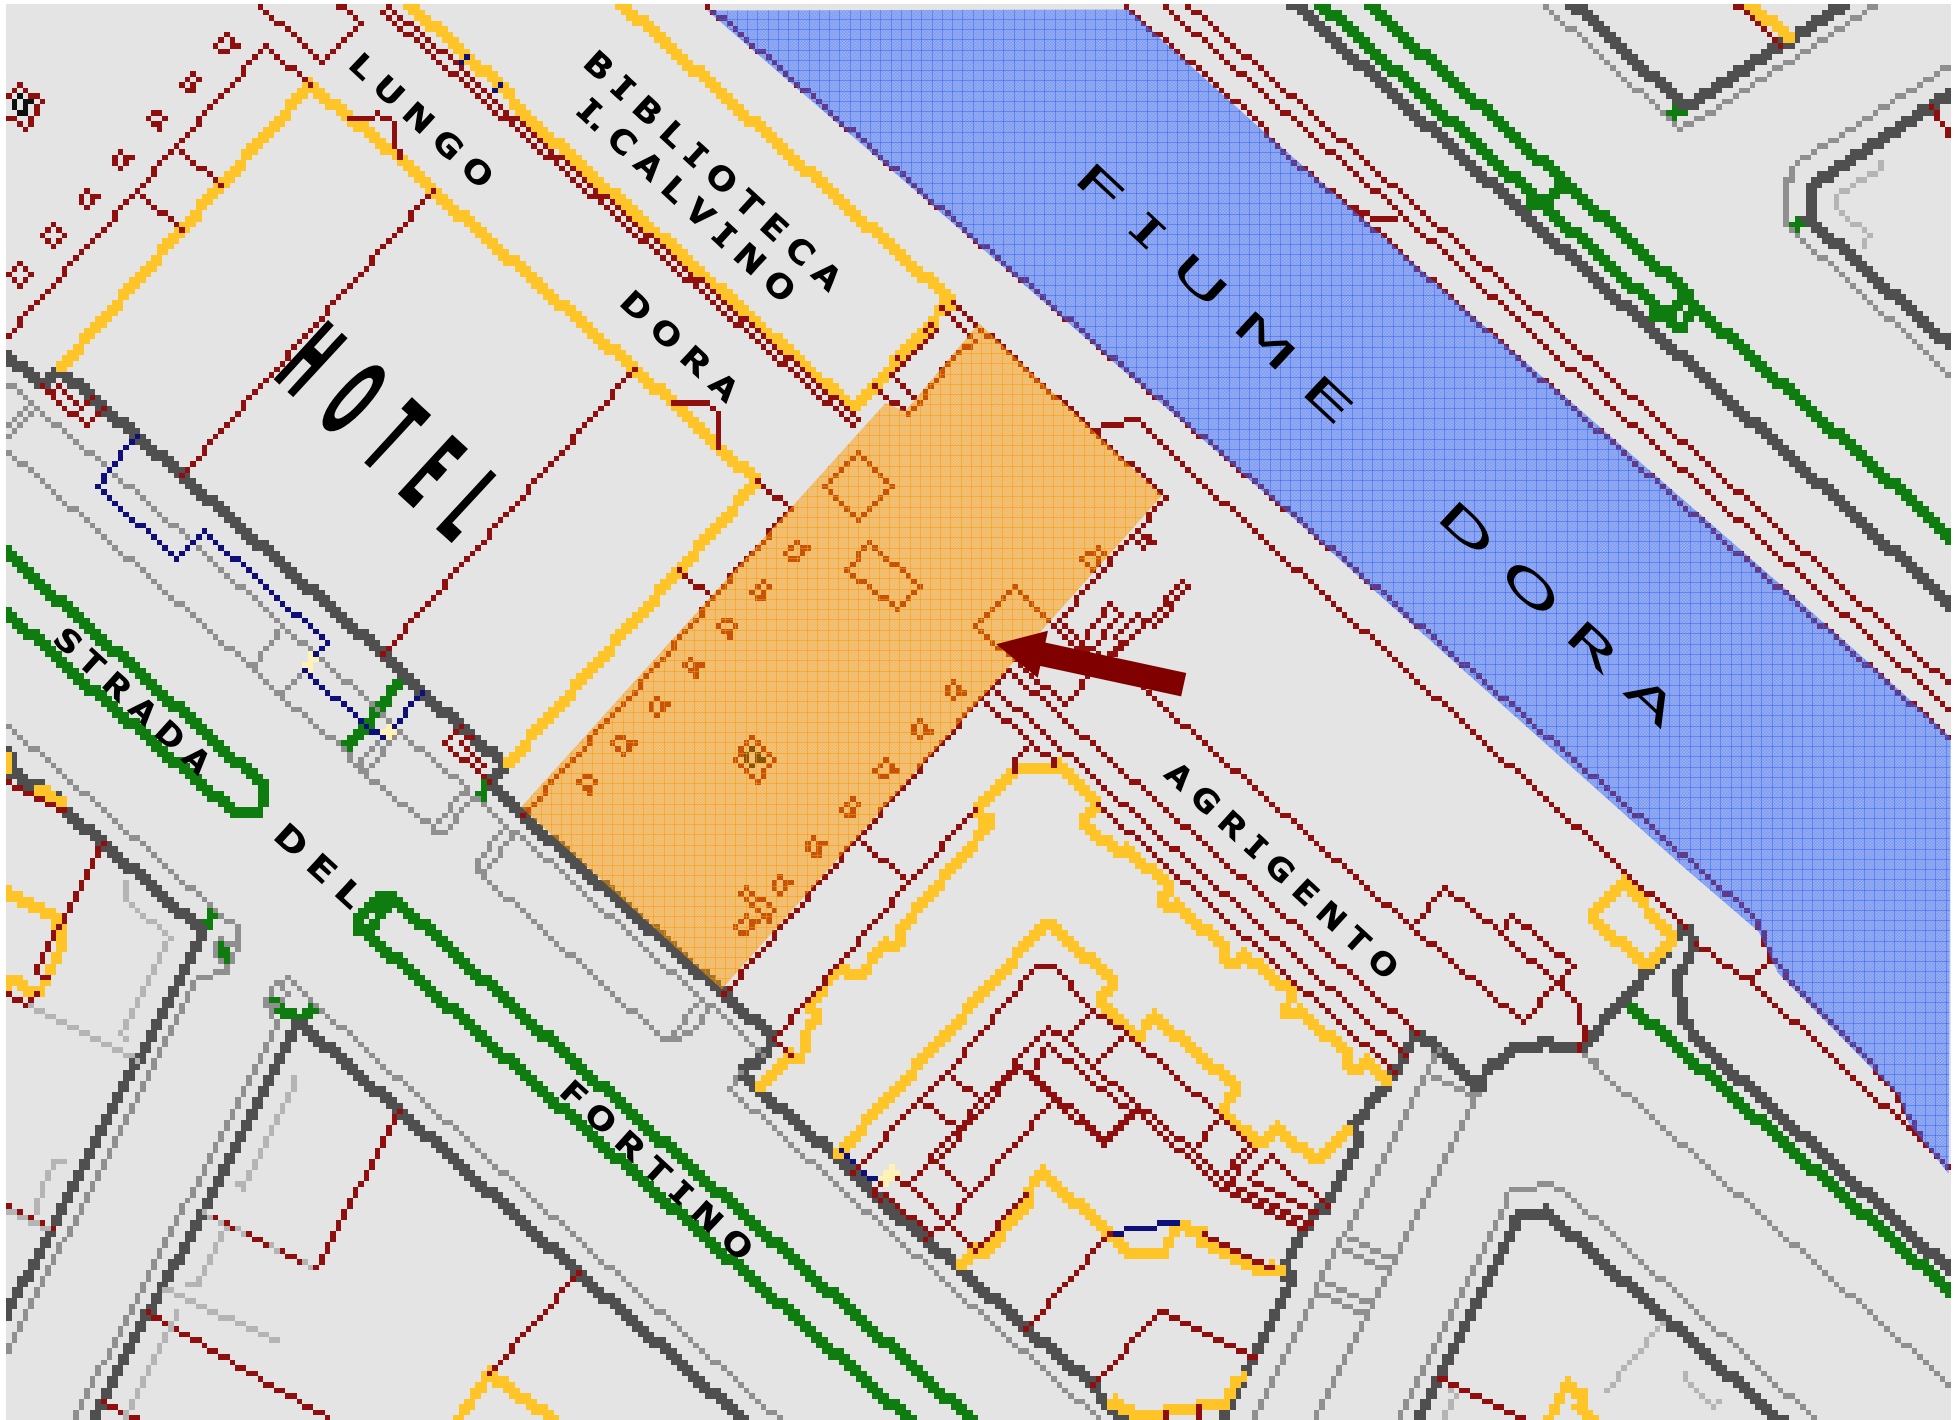 LUNGO
DORA
AGRIGENTO
BIBLIOTECA
I.CALVINO
FIUME
DORA
HOTEL
STRADA
DEL
FORTINO